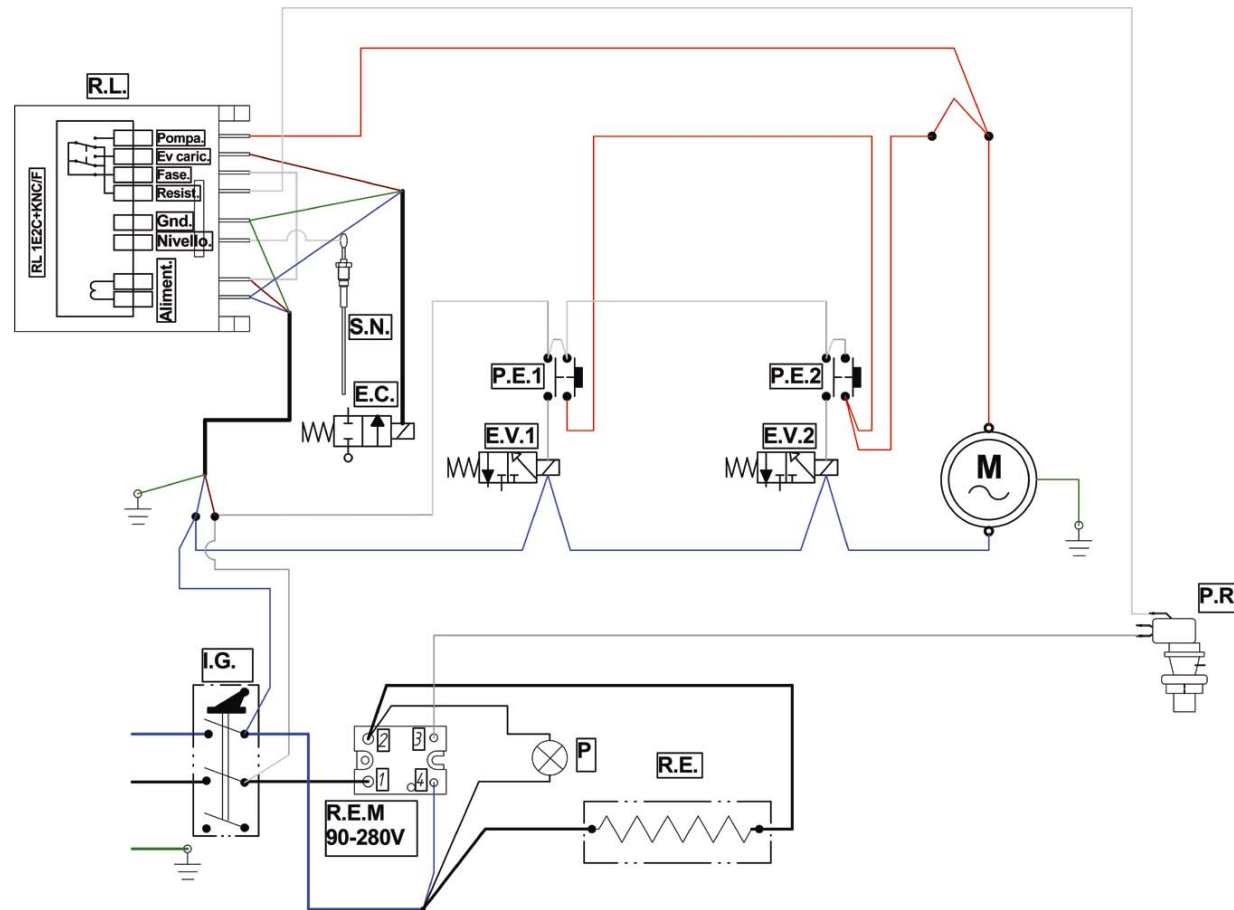 R.L.
RL 1E2C+KNC/F
Pompa.
Ev caric.
Fase.
Resist.
Gnd.
Nivello.
Aliment.
S.N.
E.C.
P.E.1
E.V.1
P.E.2
E.V.2
M
P.R
I.G.
2
3
1
4
R.E.M
90-280V
P
R.E.